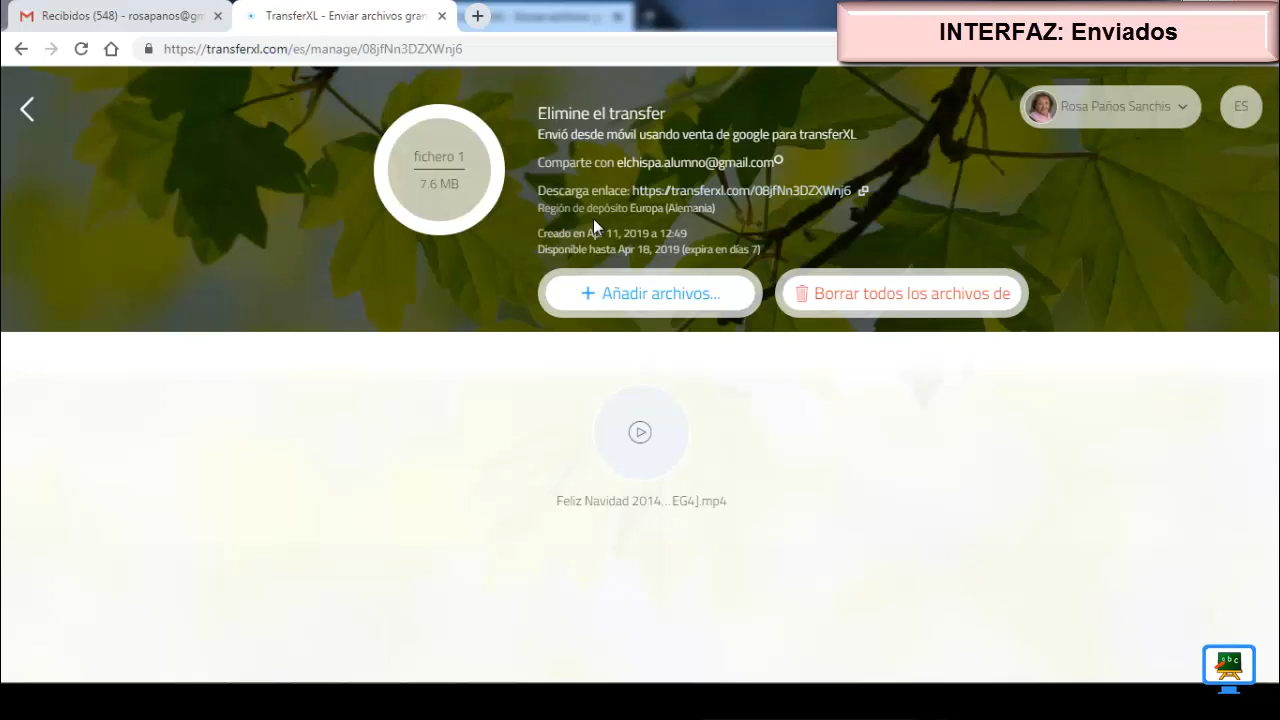 Recibidos (548) - rosapanos@gm
TransferXL - Enviar archivos gran
INTERFAZ: Enviados
https://transferxl.com/es/manage/08jfNn3DZXWnj6
Elimine el transfer
Rosa Paños Sanchis
ES
Envió desde móvil usando venta de google para transferXL
fichero 1
7.6 MB
Comparte con elchispa.alumno@gmail.com
Descarga enlace: https://transferxl.com/08jfNn3DZXWnj6
Región de depósito Europa (Alemania)
Creado en Apr 11, 2019 a 12:49
Disponible hasta Apr 18, 2019 (expira en días 7)
+ Añadir archivos...
Borrar todos los archivos de
Feliz Navidad 2014...EG4].mp4
abc